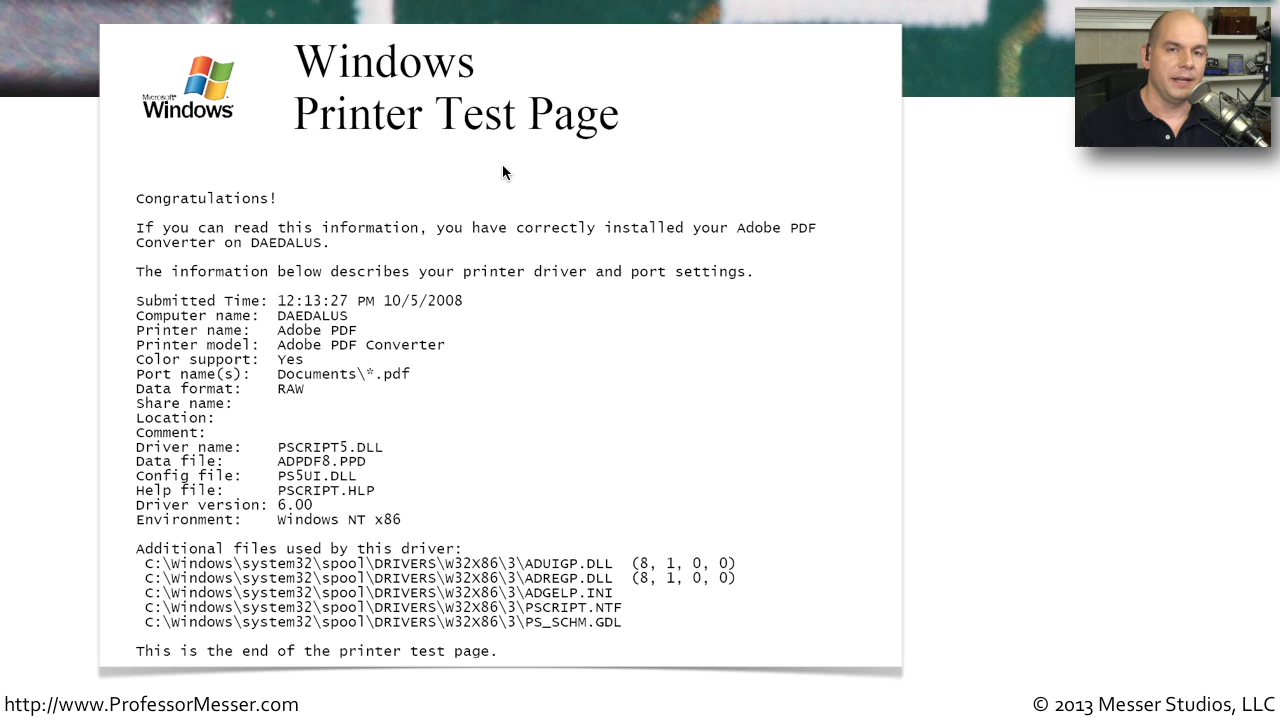 Microsoft®
Windows®
Windows
Printer Test Page
Congratulations!
If you can read this information, you have correctly installed your Adobe PDF
Converter on DAEDALUS.
The information below describes your printer driver and port settings.
Submitted Time: 12:13:27 PM 10/5/2008
Computer name: DAEDALUS
Printer name: Adobe PDF
Printer model: Adobe PDF Converter
Color support: Yes
Port name(s): Documents\*.pdf
Data format: RAW
Share name:
Location:
Comment:
Driver name: PSCRIPT5.DLL
Data file: ADPDF8.PPD
Config file: PS5UI.DLL
Help file: PSCRIPT.HLP
Driver version: 6.00
Environment: Windows NT x86
Additional files used by this driver:
C:\Windows\system32\spool\DRIVERS\W32X86\3\ADUIGP.DLL (8, 1, 0, 0)
C:\Windows\system32\spool\DRIVERS\W32X86\3\ADREGP.DLL (8, 1, 0, 0)
C:\Windows\system32\spool\DRIVERS\W32X86\3\ADGELP.INI
C:\Windows\system32\spool\DRIVERS\W32X86\3\PSCRIPT.NTF
C:\Windows\system32\spool\DRIVERS\W32X86\3\PS_SCHM.GDL
This is the end of the printer test page.
http://www.ProfessorMesser.com
© 2013 Messer Studios, LLC